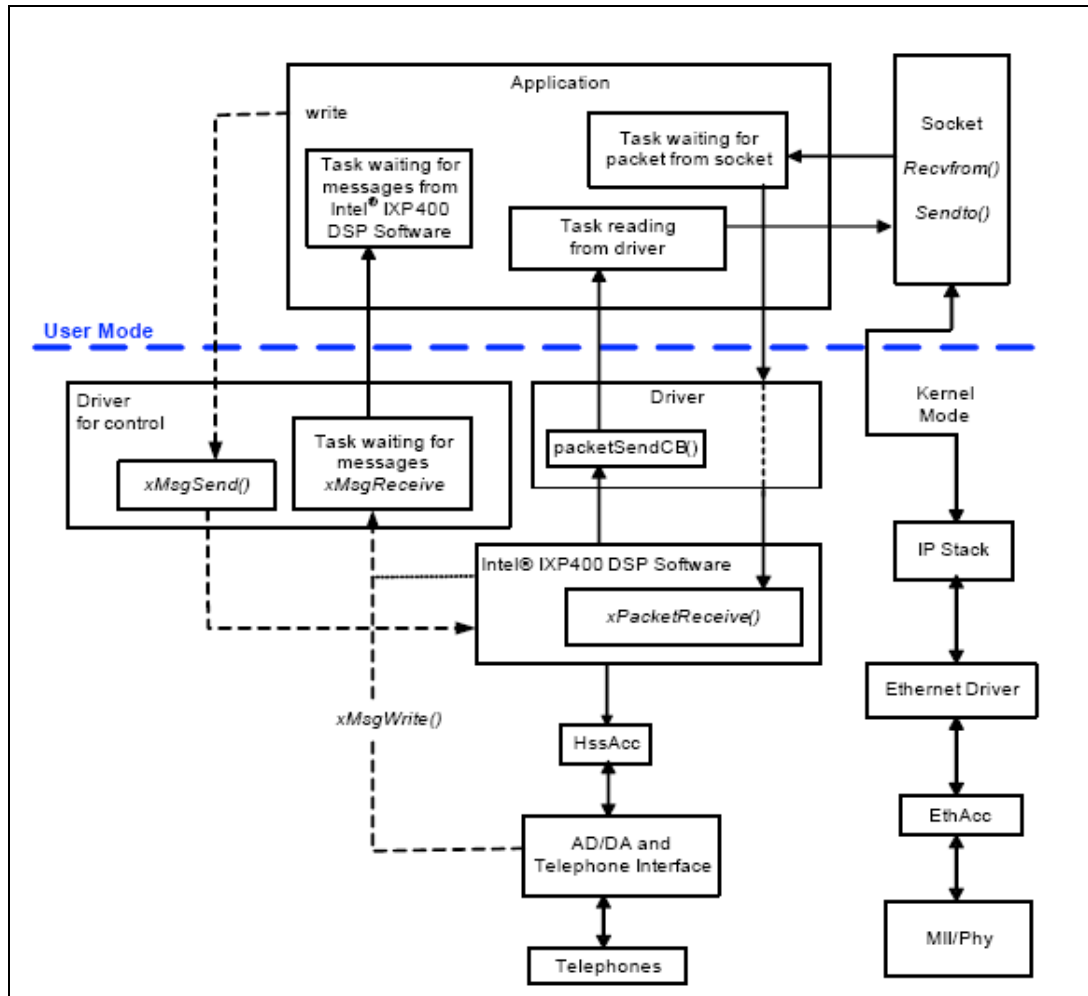 Application
write
Task waiting for
messages from
Intel® IXP400
DSP Software
Task waiting for
packet from socket
Task reading
from driver
Socket
Recvfrom()
Sendto()
User Mode
Kernel
Mode
Driver
for control
xMsgSend()
Task waiting for
messages
xMsgReceive
Driver
packetSendCB()
Intel® IXP400 DSP Software
xPacketReceive()
xMsgWrite()
HssAcc
AD/DA and
Telephone Interface
Telephones
IP Stack
Ethernet Driver
EthAcc
MII/Phy